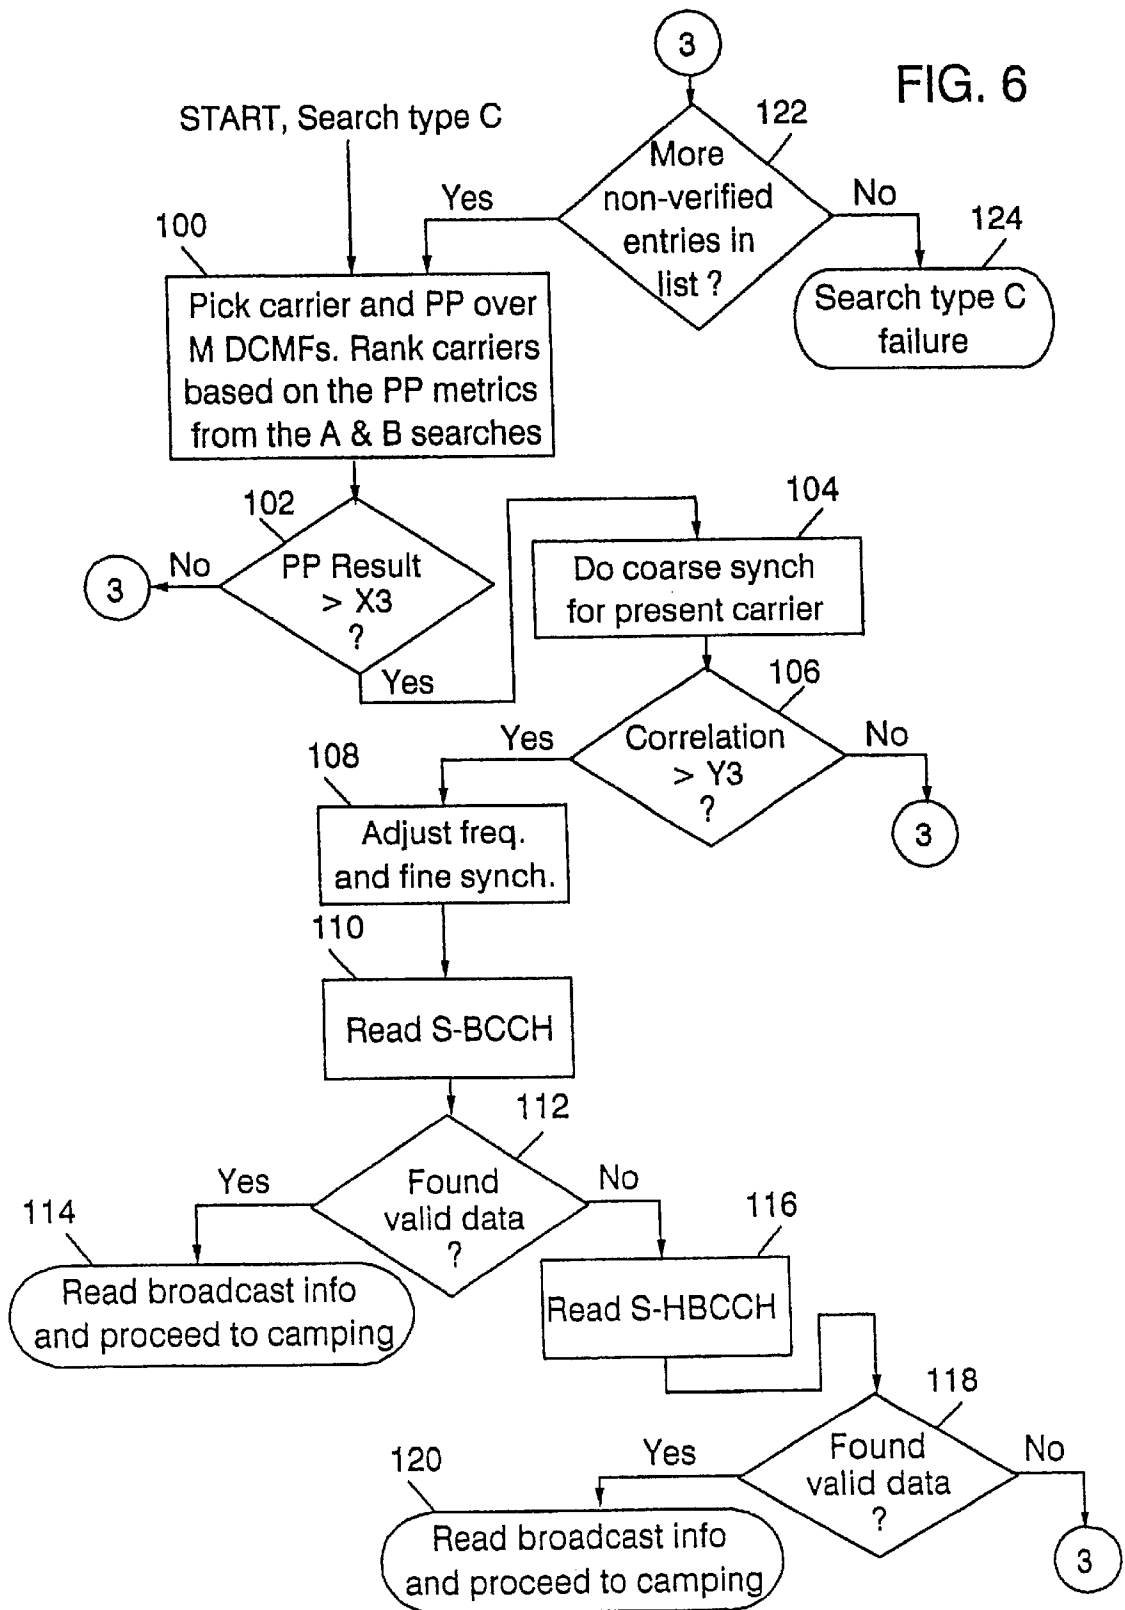 3
FIG. 6
START, Search type C
122
More
non-verified
entries in
list ?
Yes
No
100
124
Pick carrier and PP over
M DCMFs. Rank carriers
based on the PP metrics
from the A & B searches
Search type C
failure
102
PP Result
> X3
?
No
3
Yes
104
Do coarse synch
for present carrier
106
Correlation
> Y3
?
Yes
No
3
108
Adjust freq.
and fine synch.
110
Read S-BCCH
112
Found
valid data
?
Yes
No
114
Read broadcast info
and proceed to camping
116
Read S-HBCCH
118
Found
valid data
?
Yes
No
3
120
Read broadcast info
and proceed to camping